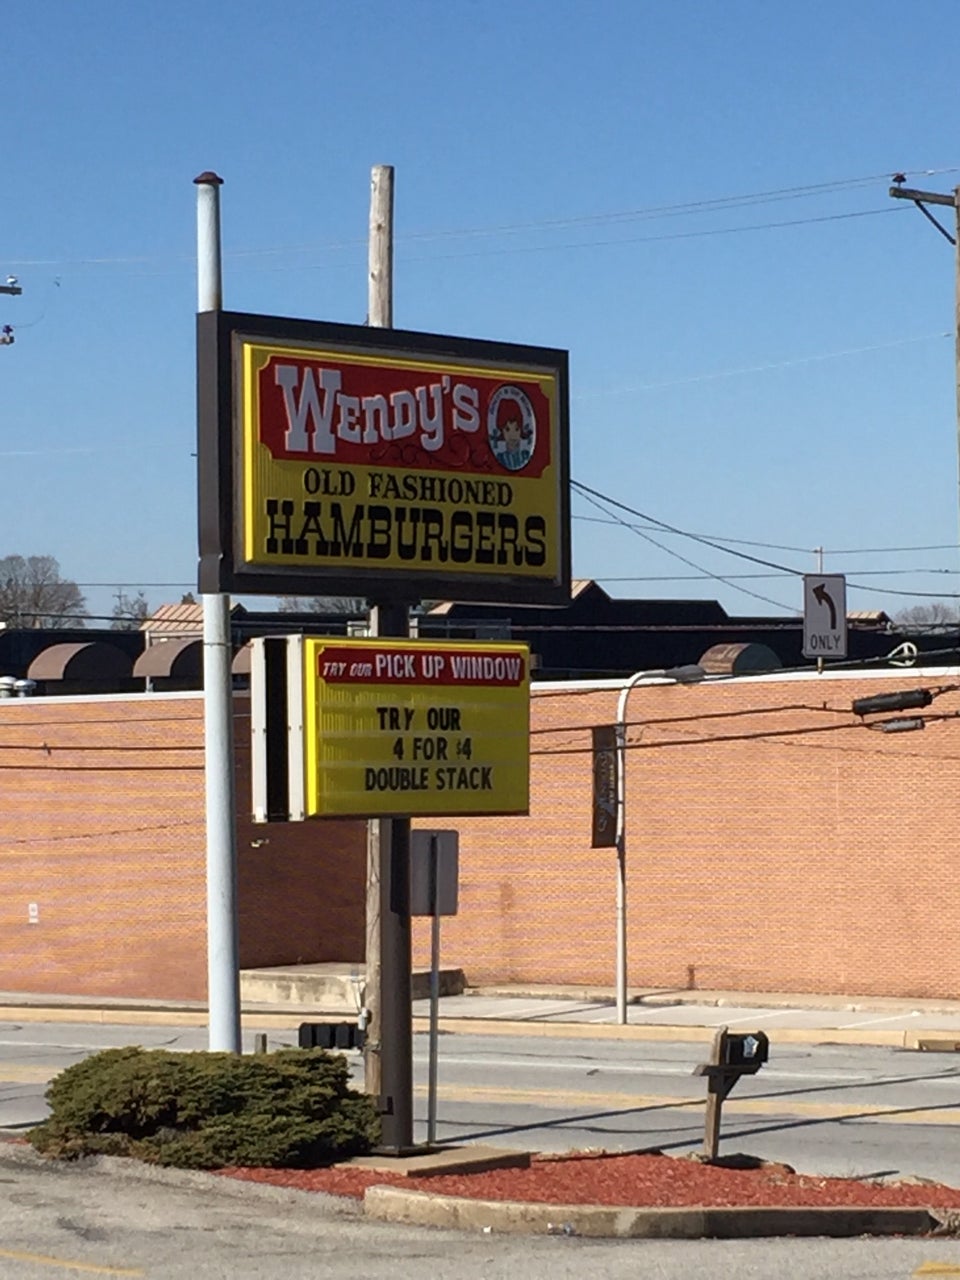 Wendy's
OLD FASHIONED
HAMBURGERS
TRY OUR PICK UP WINDOW
TRY OUR
4 FOR $4
DOUBLE STACK
ONLY